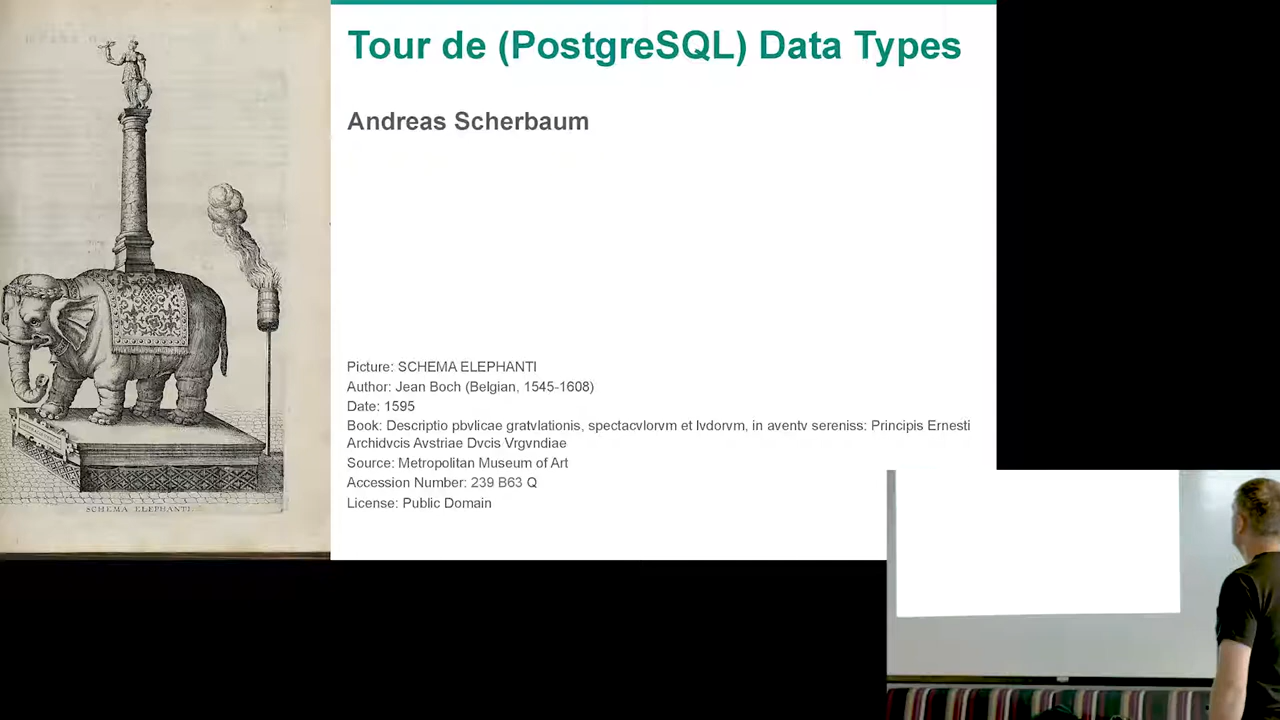 Tour de (PostgreSQL) Data Types
Andreas Scherbaum
Picture: SCHEMA ELEPHANTI
Author: Jean Boch (Belgian, 1545-1608)
Date: 1595
Book: Descriptio pbvlicae gratvlationis, spectacvlorvm et lvdorvm, in aventv sereniss: Principis Ernesti
Archidvcis Avstriae Dvcis Vrgvndiae
Source: Metropolitan Museum of Art
Accession Number: 239 B63 Q
License: Public Domain
SCHEMA ELEPHANTI.